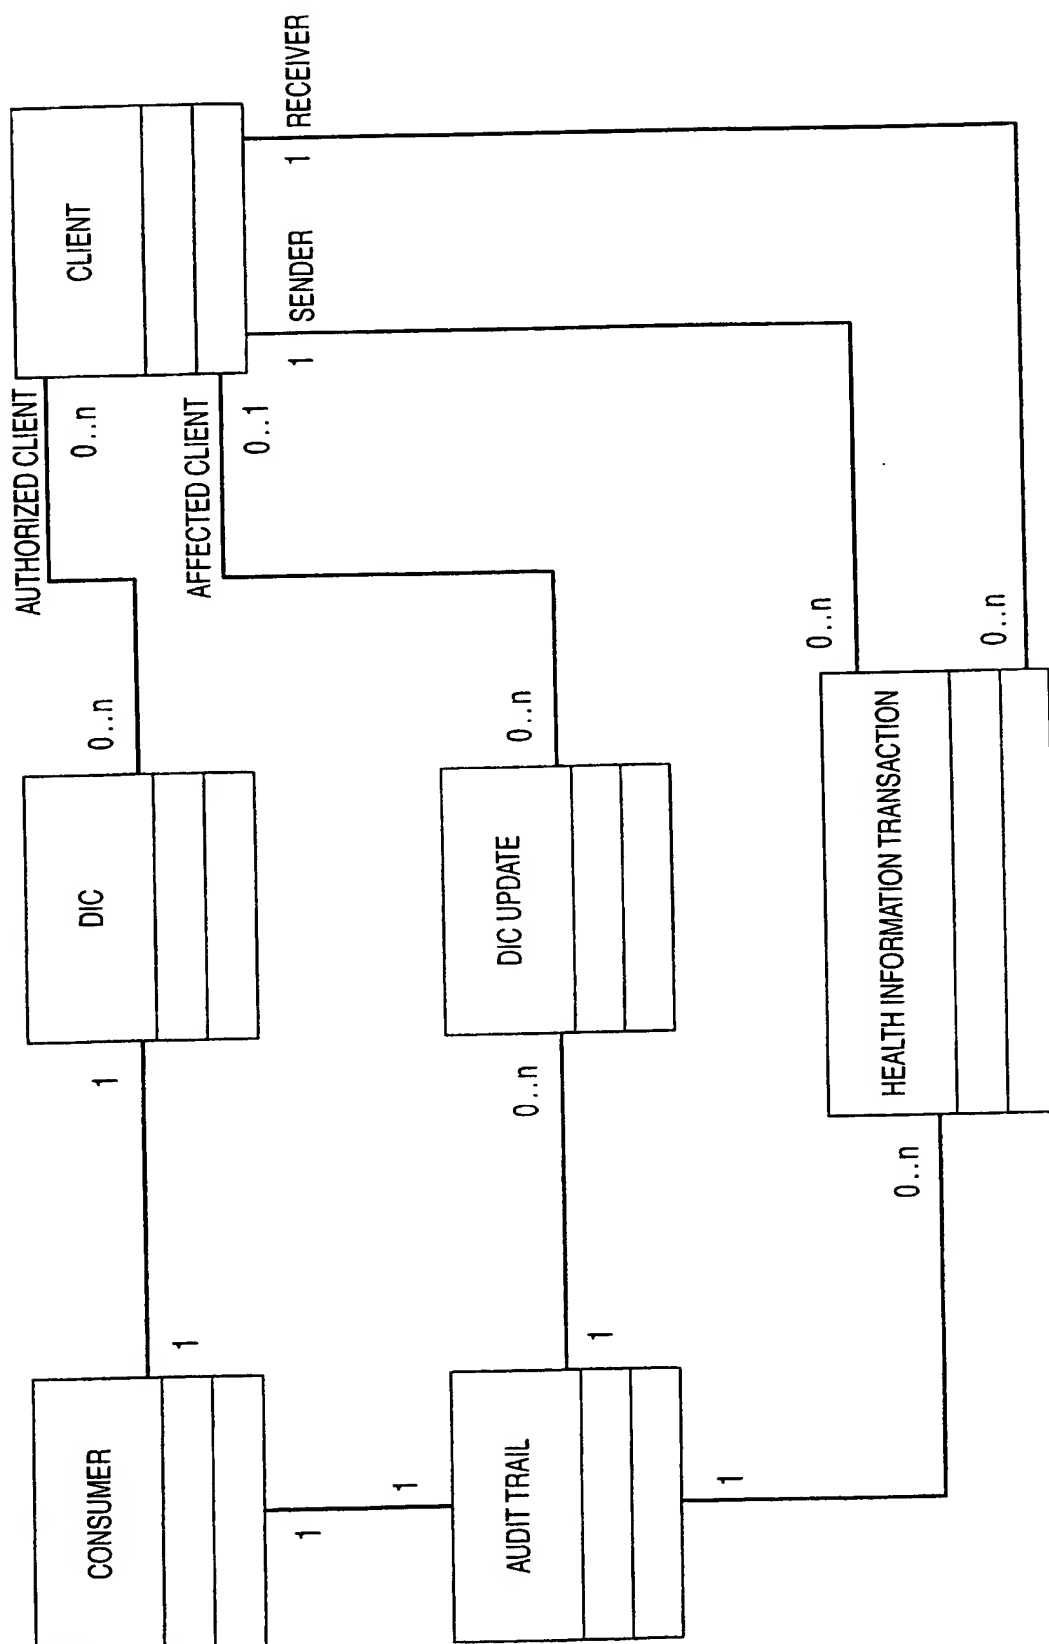 CONSUMER
1
1
DIC
0..n
AUTHORIZED CLIENT
0..n
CLIENT
1
1
AUDIT TRAIL
1
0..n
DIC UPDATE
0..n
AFFECTED CLIENT
0..1
1
SENDER
1
RECEIVER
1
0..n
HEALTH INFORMATION TRANSACTION
0..n
0..n